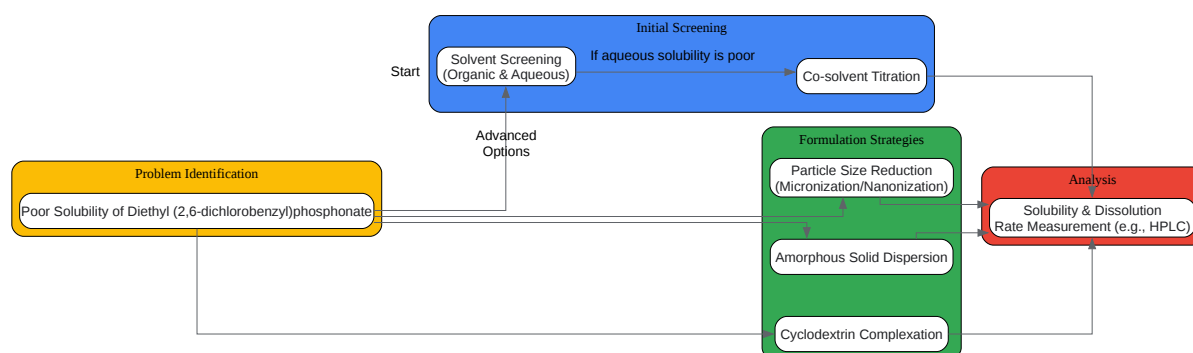 Initial Screening
Start
Solvent Screening
(Organic & Aqueous)
If aqueous solubility is poor
Co-solvent Titration
Advanced
Options
Problem Identification
Poor Solubility of Diethyl (2,6-dichlorobenzyl)phosphonate
Formulation Strategies
Particle Size Reduction
(Micronization/Nanonization)
Amorphous Solid Dispersion
Cyclodextrin Complexation
Analysis
Solubility & Dissolution
Rate Measurement (e.g., HPLC)